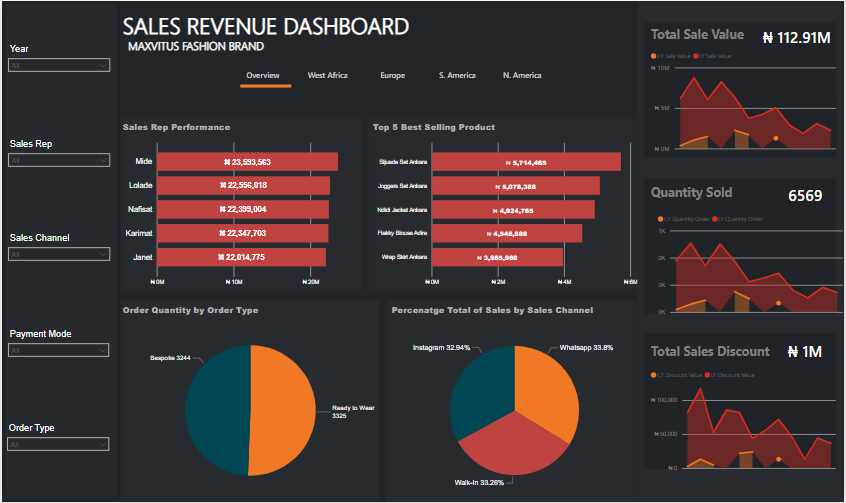 SALES REVENUE DASHBOARD
MAXVITUS FASHION BRAND
Overview
West Africa
Europe
S. America
N. America
Year
All
Sales Rep
All
Sales Channel
All
Payment Mode
All
Order Type
All
Sales Rep Performance
Mide ₦ 23,593,563
Lolade ₦ 22,556,018
Nafisat ₦ 22,399,004
Karimat ₦ 22,347,703
Janet ₦ 22,014,775
₦0M ₦10M ₦20M
Top 5 Best Selling Product
Sijuade Set Ankara ₦ 5,714,465
Joggers Set Ankara ₦ 5,078,368
Ndidi Jacket Ankara ₦ 4,924,765
Flakky Blouse Adire ₦ 4,546,888
Wrap Skirt Ankara ₦ 3,965,960
₦0M ₦2M ₦4M ₦6M
Order Quantity by Order Type
Bespoke 3244
Ready to Wear
3325
Percenatge Total of Sales by Sales Channel
Instagram 32.94%
Whatsapp 33.8%
Walk-In 33.26%
Total Sale Value ₦ 112.91M
CY Sale Value LY Sale Value
₦ 10M
₦ 5M
₦ 0M
Quantity Sold 6569
CY Quantity Order LY Quantity Order
1K
0K
0K
0K
Total Sales Discount ₦ 1M
CY Discount Value LY Discount Value
₦ 100,000
₦ 50,000
₦ 0